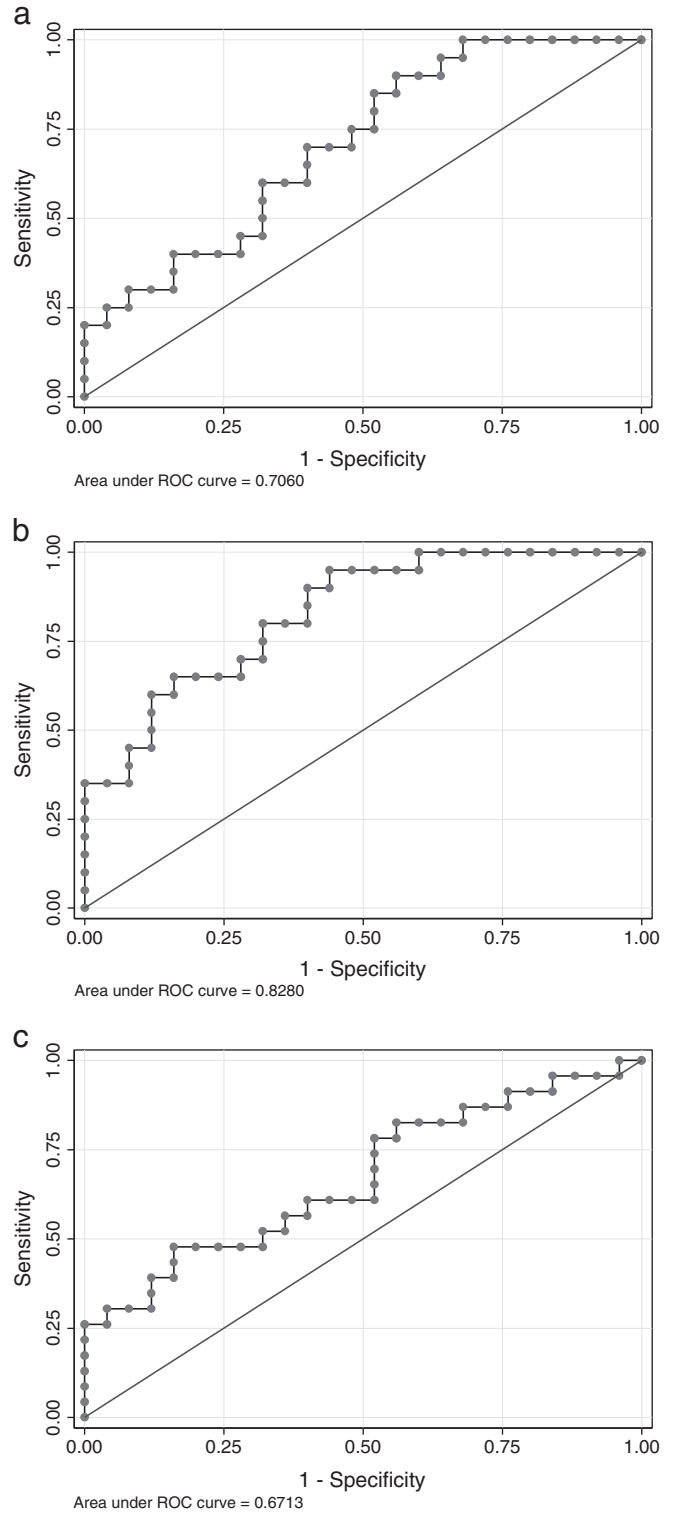 a
1.00
0.75
0.50
0.25
0.00
Sensitivity
0.00 0.25 0.50 0.75 1.00
1 - Specificity
Area under ROC curve = 0.7060
b
1.00
0.75
0.50
0.25
0.00
Sensitivity
0.00 0.25 0.50 0.75 1.00
1 - Specificity
Area under ROC curve = 0.8280
c
1.00
0.75
0.50
0.25
0.00
Sensitivity
0.00 0.25 0.50 0.75 1.00
1 - Specificity
Area under ROC curve = 0.6713